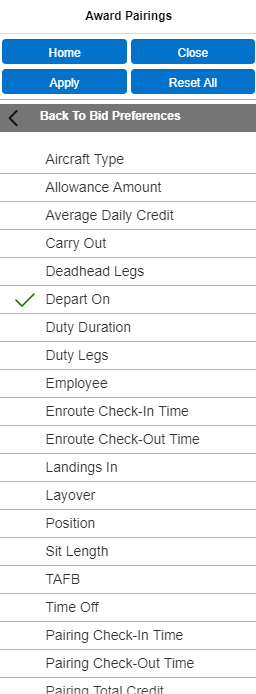 Award Pairings
Home
Close
Apply
Reset All
Back To Bid Preferences
Aircraft Type
Allowance Amount
Average Daily Credit
Carry Out
Deadhead Legs
Depart On
Duty Duration
Duty Legs
Employee
Enroute Check-In Time
Enroute Check-Out Time
Landings In
Layover
Position
Sit Length
TAFB
Time Off
Pairing Check-In Time
Pairing Check-Out Time
Pairing Total Credit